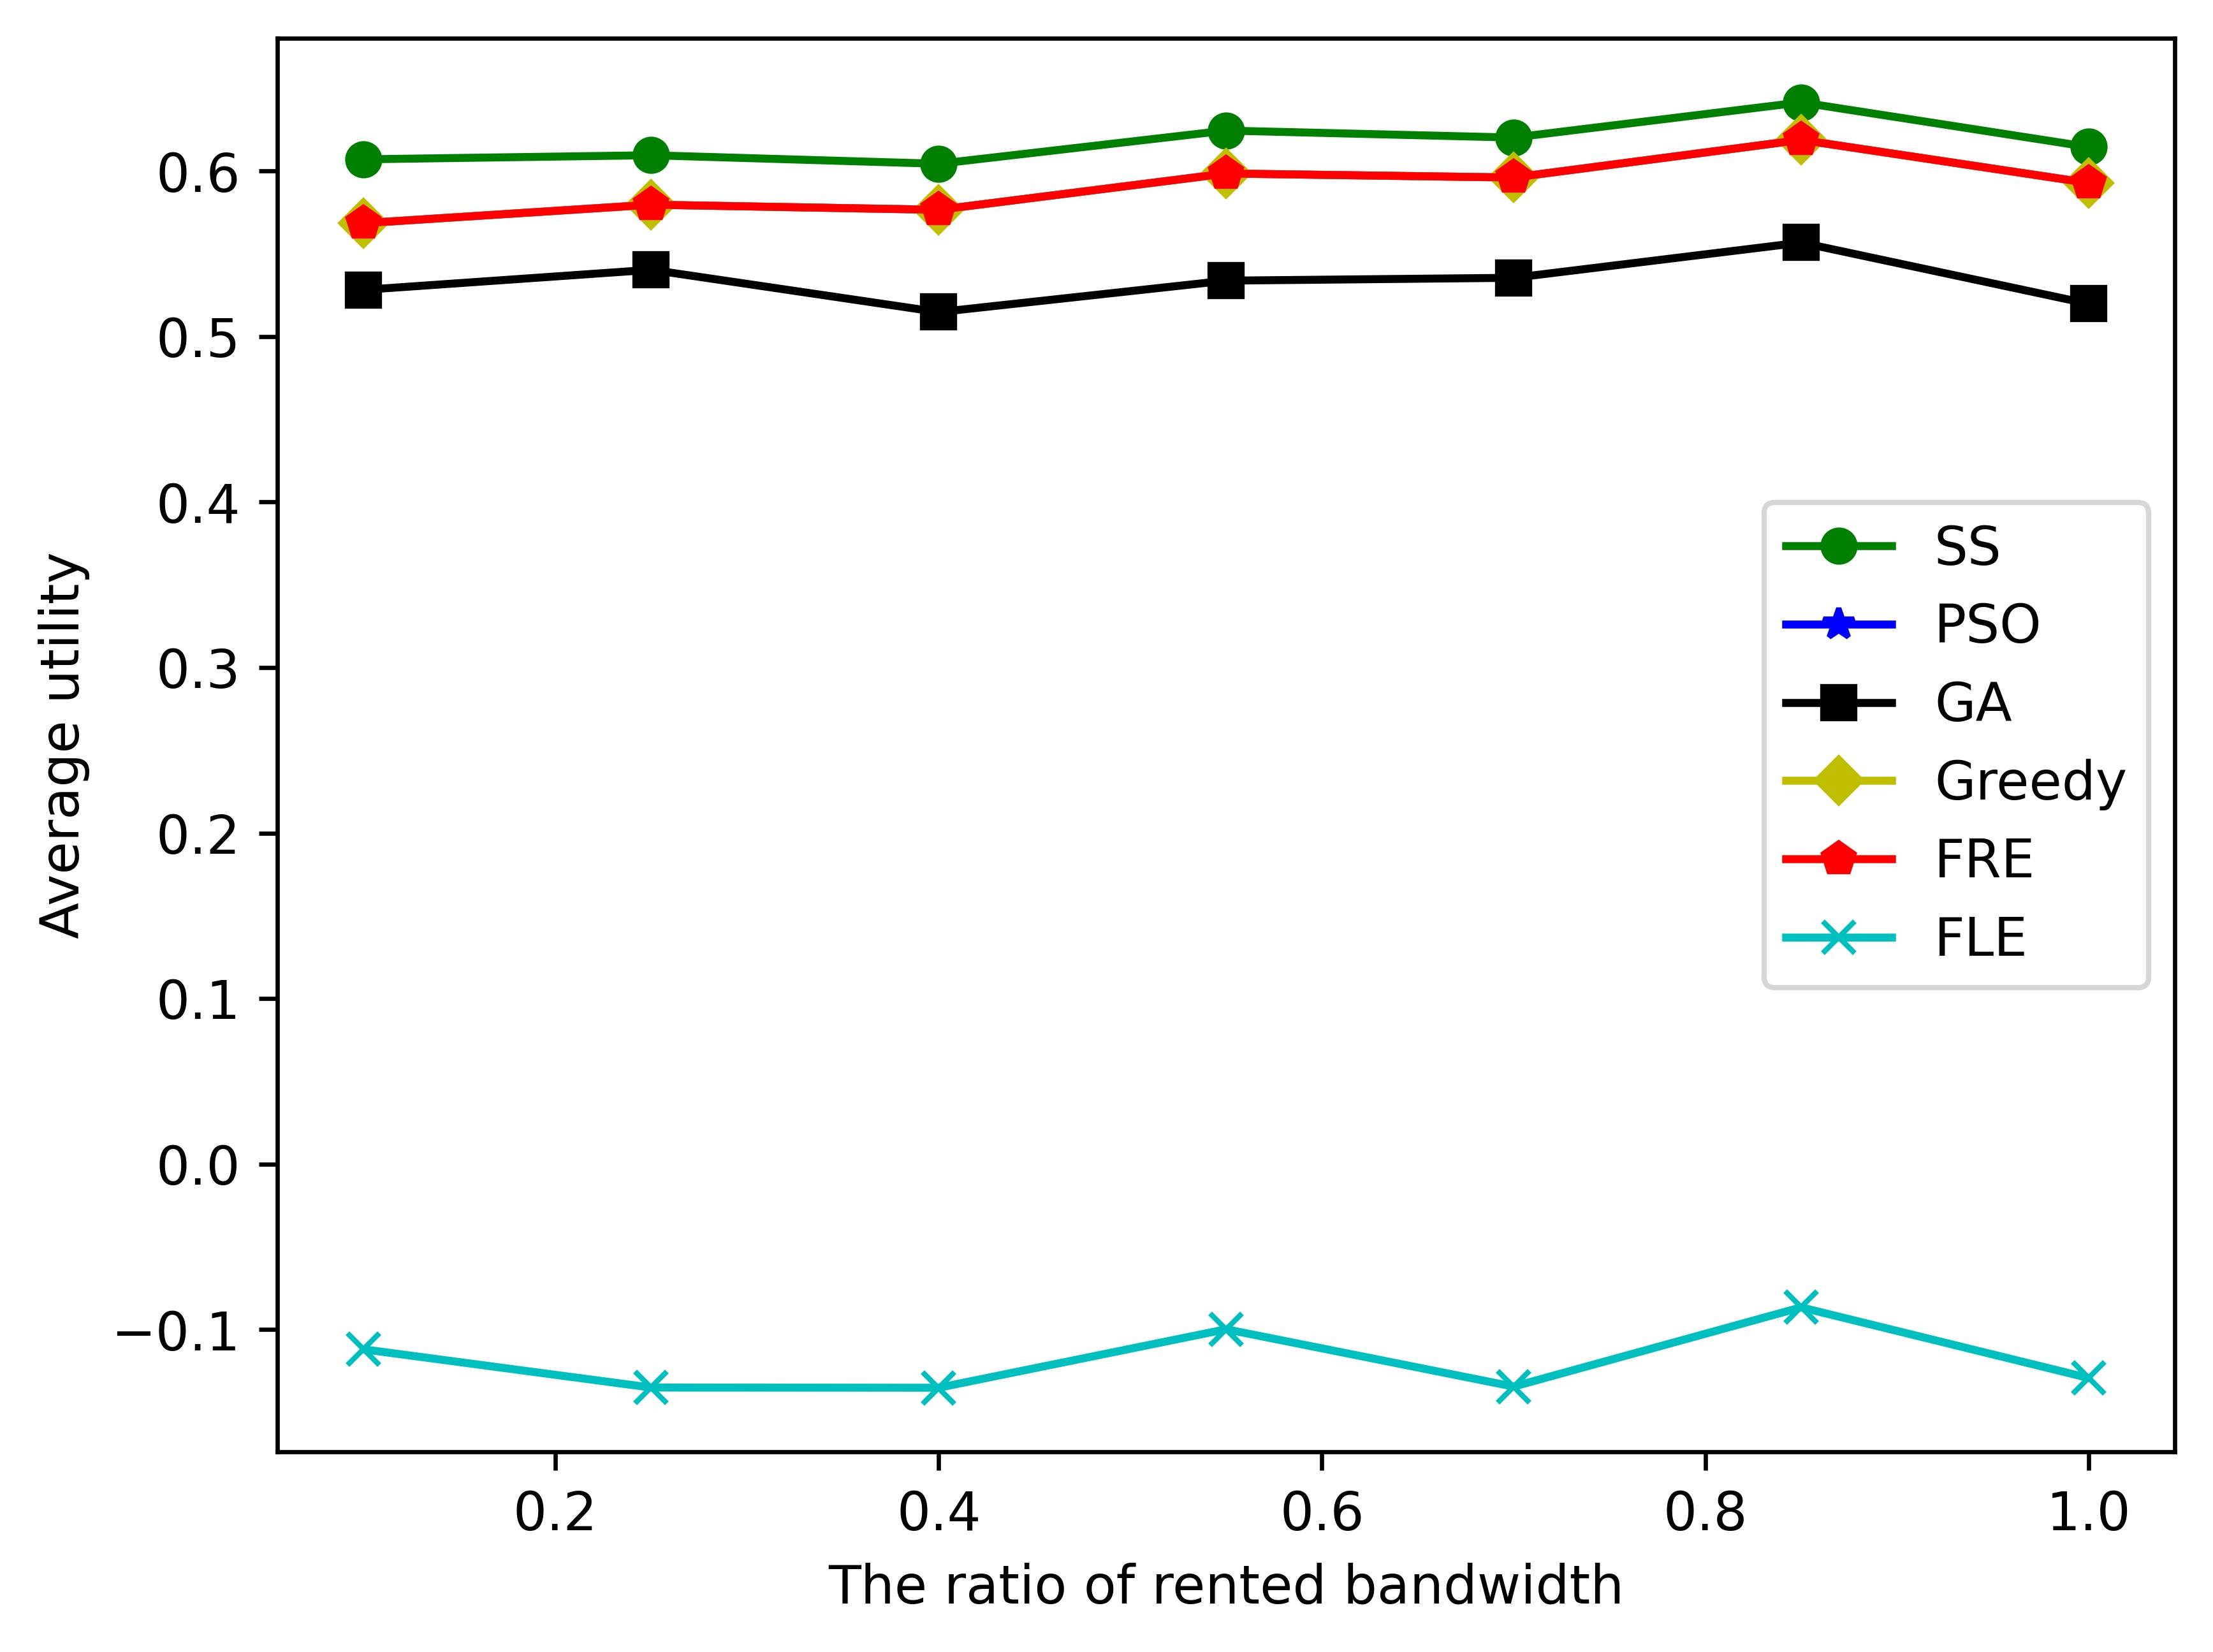 0.6
0.5
0.4
0.3
0.2
0.1
0.0
−0.1
Average utility
SS
PSO
GA
Greedy
FRE
FLE
0.2 0.4 0.6 0.8 1.0
The ratio of rented bandwidth